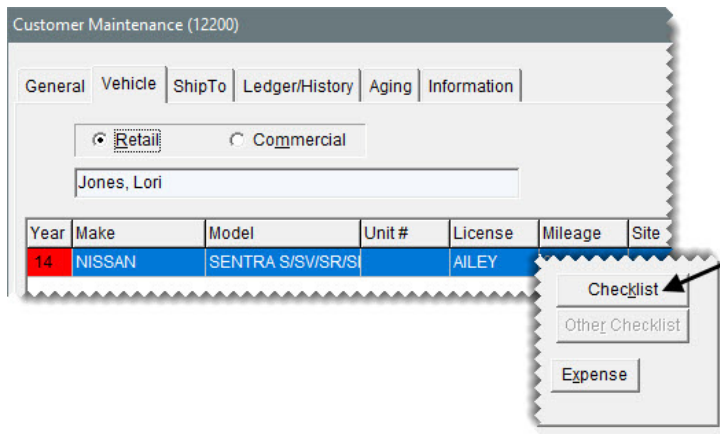 Customer Maintenance (12200)
General Vehicle ShipTo Ledger/History Aging Information
Retail Commercial
Jones, Lori
Year Make Model Unit # License Mileage Site
14 NISSAN SENTRA S/SV/SR/S AILEY
Checklist
Other Checklist
Expense